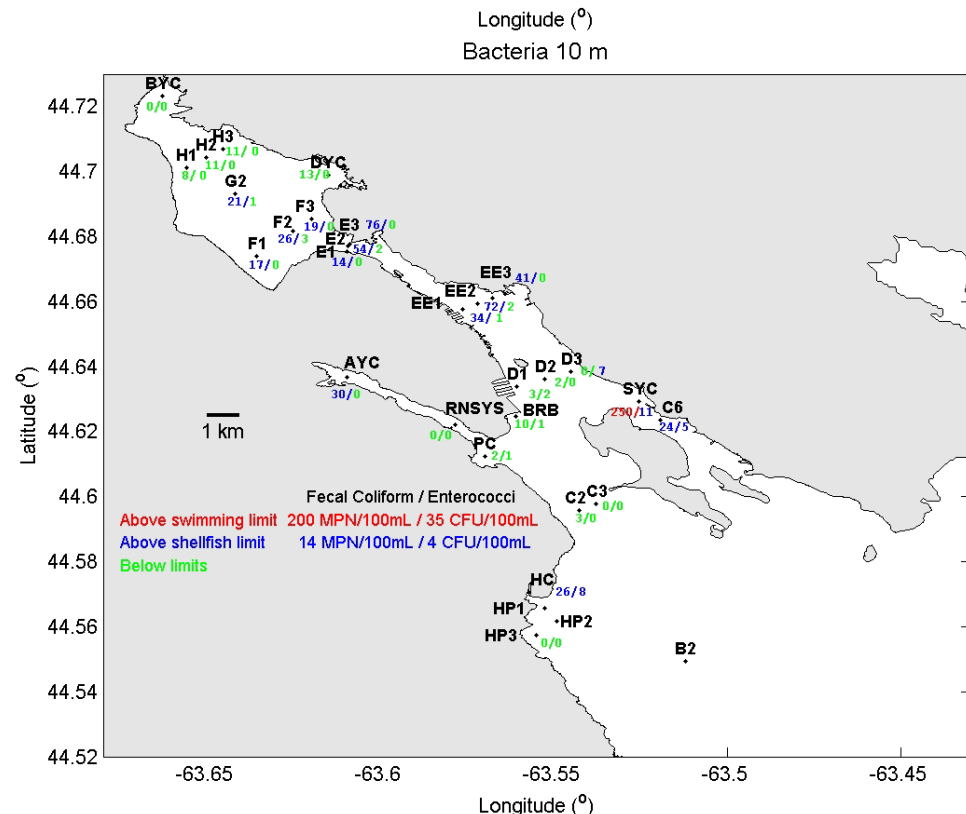 Longitude (o)
Bacteria 10 m
44.72
44.7
44.68
44.66
44.64
44.62
44.6
44.58
44.56
44.54
44.52
Latitude (o)
BYC
0/0
H3
11/0
H2
11/0
H1
8/0
DYC
13/0
G2
21/1
F3
19/0
F2
26/3
F1
17/0
E3
76/0
E2
54/2
E1
14/0
EE3
41/0
EE2
72/2
EE1
34/1
AYC
30/0
D1
3/2
D2
2/0
D3
0/7
SYC
250/11
C6
24/5
RNSYS
0/0
BRB
10/1
PC
2/1
1 km
C2
3/0
C3
0/0
Fecal Coliform / Enterococci
Above swimming limit 200 MPN/100mL / 35 CFU/100mL
Above shellfish limit 14 MPN/100mL / 4 CFU/100mL
Below limits
HC
26/8
HP1
HP2
HP3
0/0
B2
-63.65
-63.6
-63.55
-63.5
-63.45
Longitude (o)